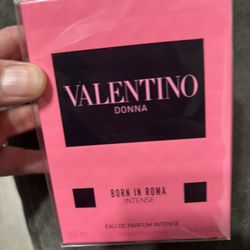 VALENTINO
DONNA
BORN IN ROMA
INTENSE
EAU DE PARFUM INTENSE